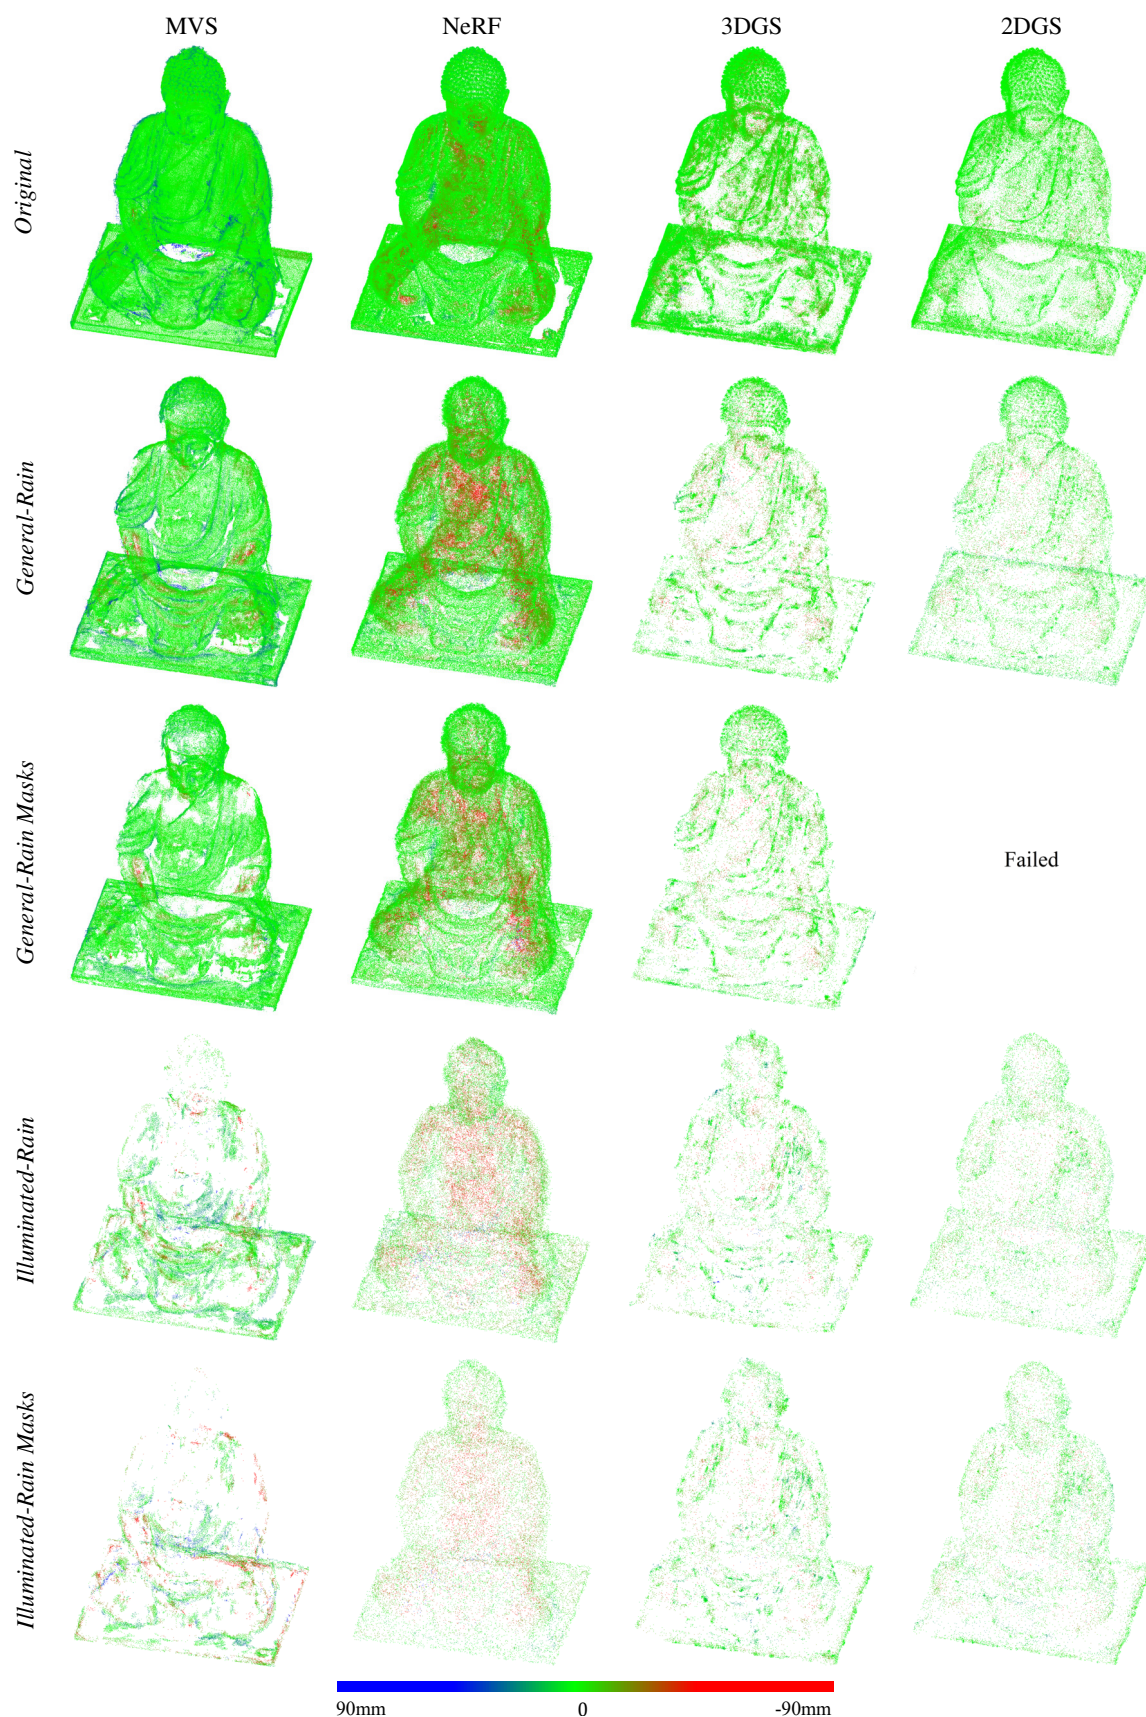 MVS NeRF 3DGS 2DGS
Original
General-Rain
General-Rain Masks
Failed
Illuminated-Rain
Illuminated-Rain Masks
90mm 0 -90mm